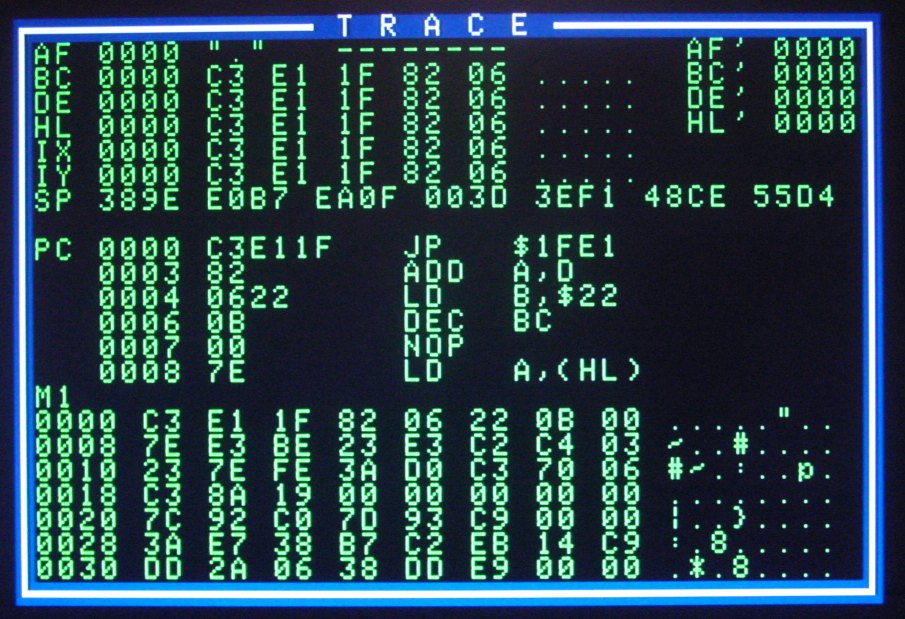 T R A C E
AF 0000 "." -------- AF' 0000
BC 0000 C3 E1 1F 82 06 ..... BC' 0000
DE 0000 C3 E1 1F 82 06 ..... DE' 0000
HL 0000 C3 E1 1F 82 06 ..... HL' 0000
IX 0000 C3 E1 1F 82 06 .....
IY 0000 C3 E1 1F 82 06 .....
SP 389E E0B7 EA0F 003D 3EF1 48CE 55D4
PC 0000 C3E11F JP $1FE1
0003 82 ADD A,D
0004 0622 LD B,$22
0006 0B DEC BC
0007 00 NOP
0008 7E LD A,(HL)
M1
0000 C3 E1 1F 82 06 22 0B 00 ....."..
0008 7E E3 BE 23 E3 C2 C4 03 ~..#....
0010 23 7E FE 3A D0 C3 70 06 #~.:..p.
0018 C3 8A 19 00 00 00 00 00 ........
0020 7C 92 C0 7D 93 C9 00 00 |..}....
0028 3A E7 38 B7 C2 EB 14 C9 :.8.....
0030 DD 2A 06 38 DD E9 00 00 .*.8....